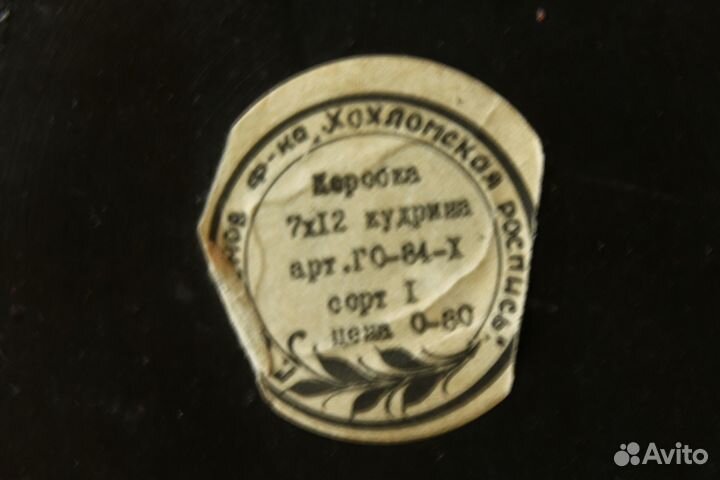 ф-ка „Хохломская роспись"
Коробка
7х12 кудрина
арт.ГО-84-Х
сорт I
цена 0-80
Avito